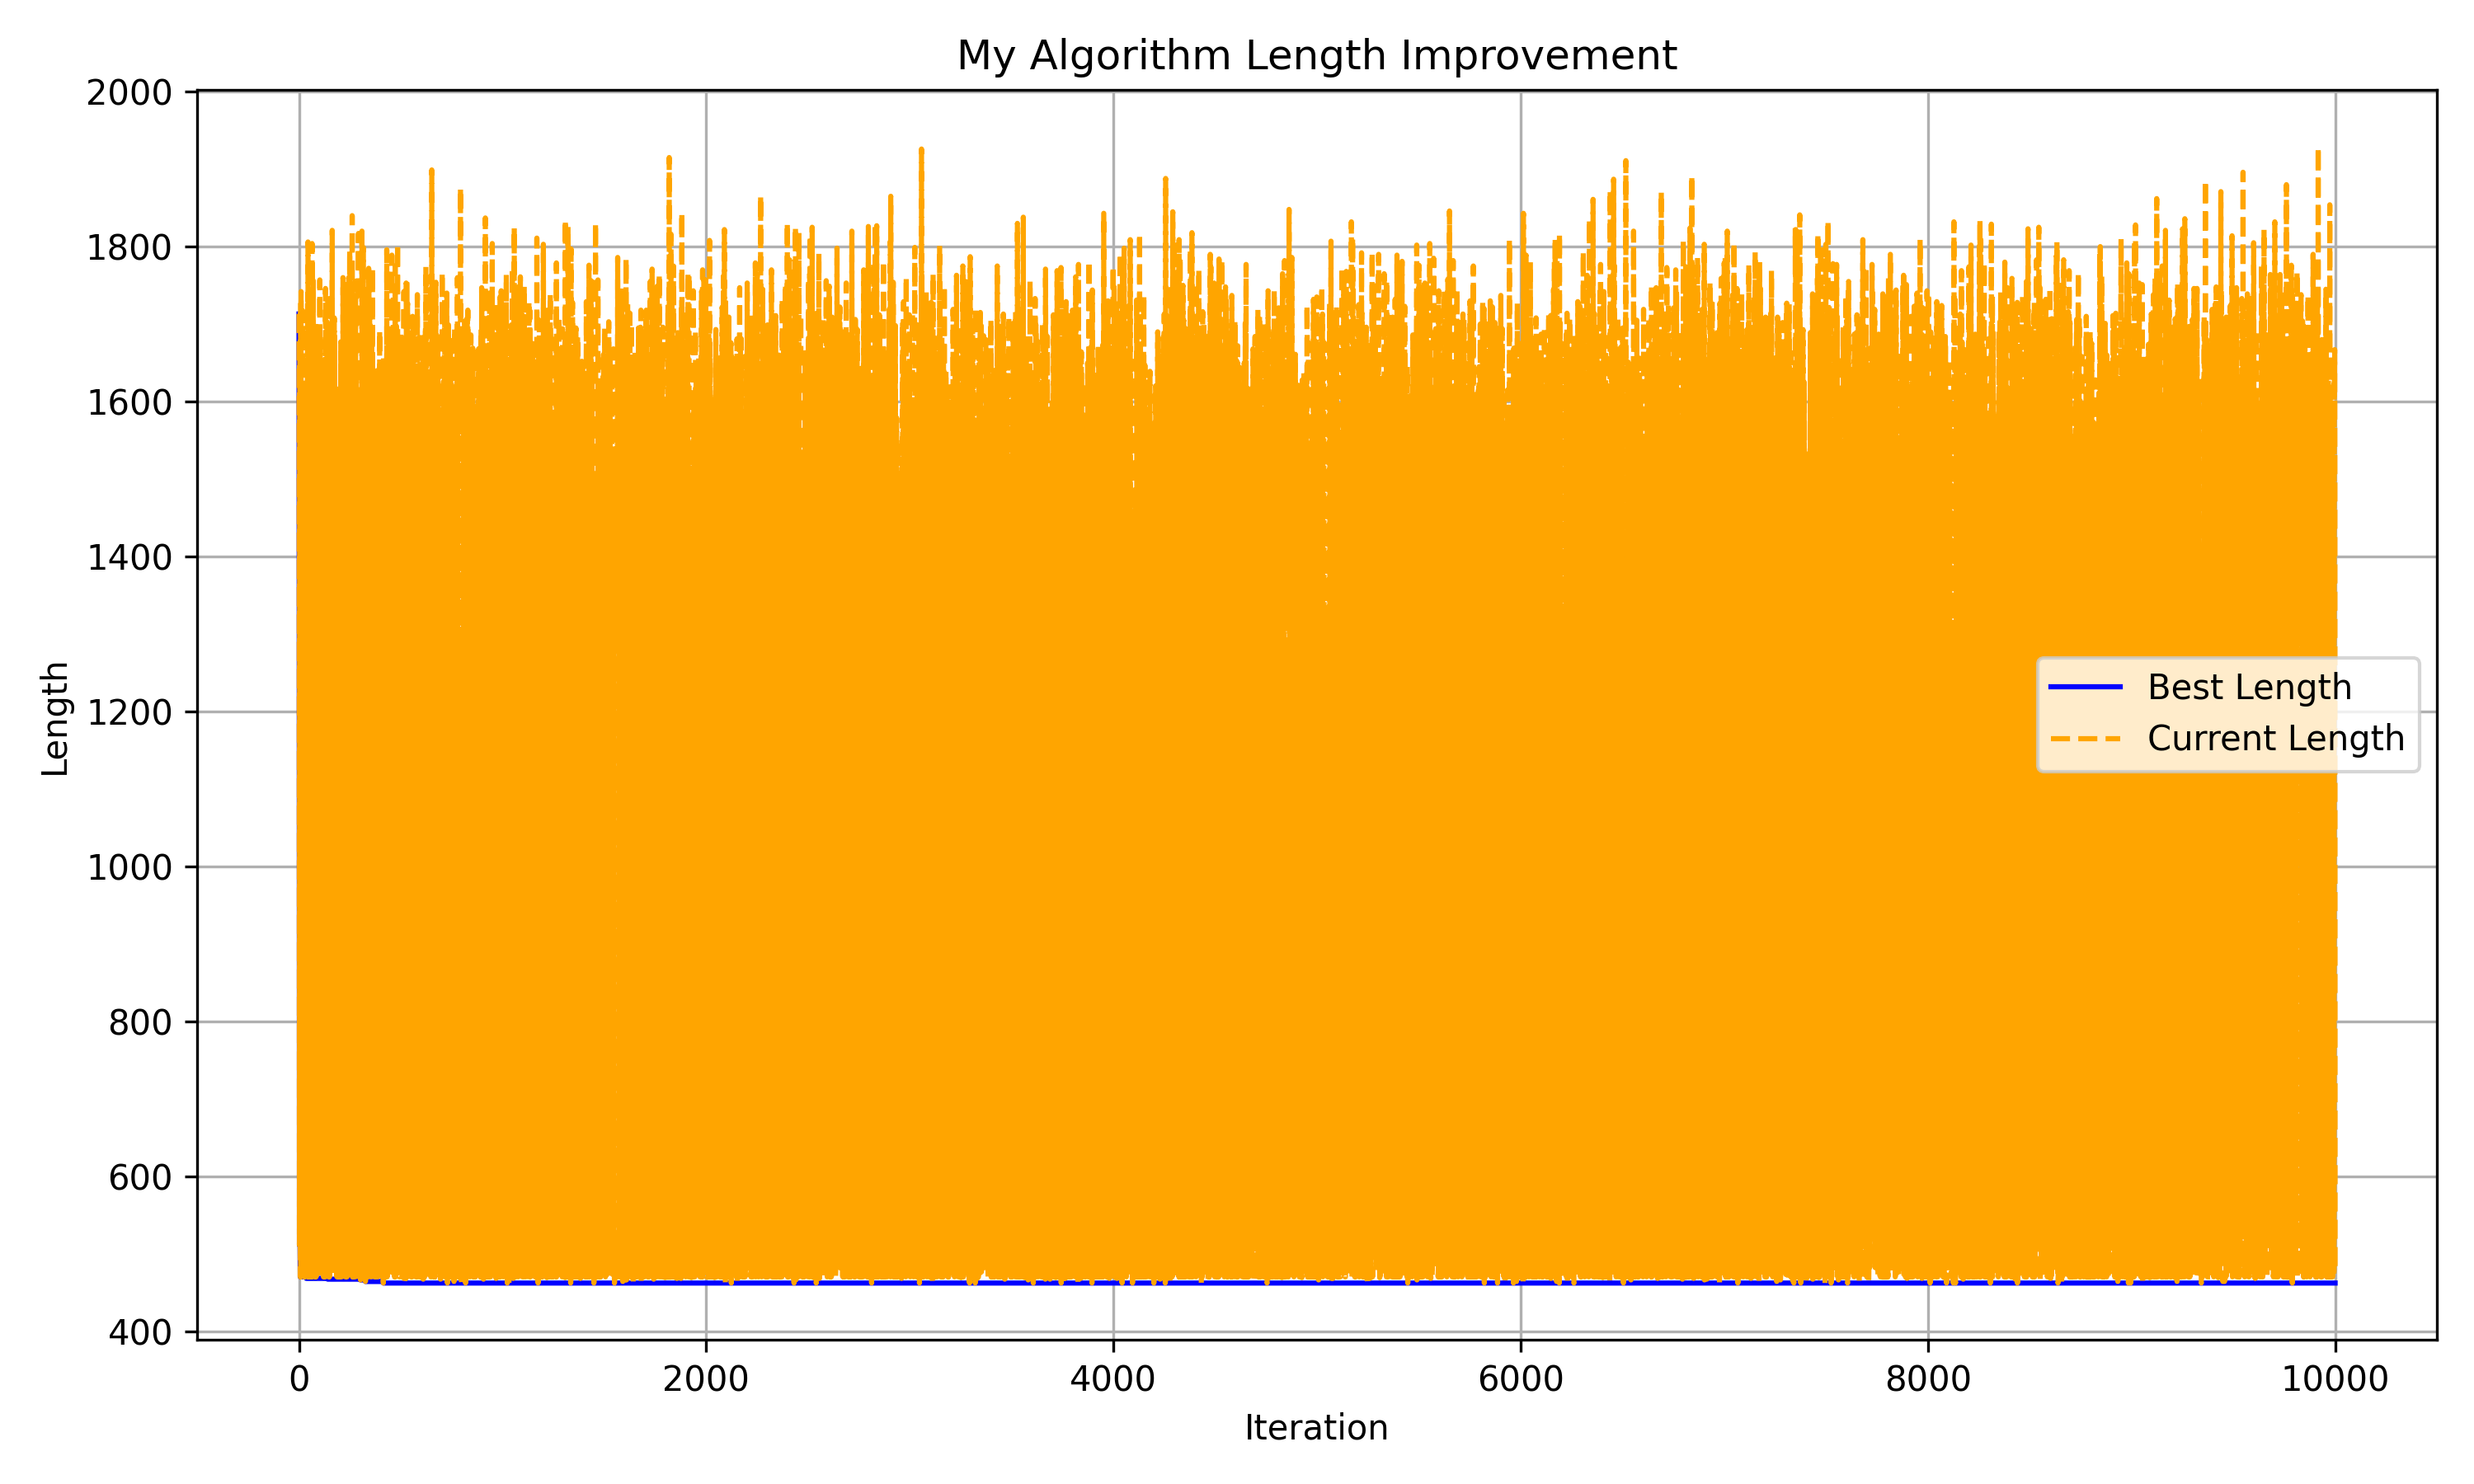 My Algorithm Length Improvement
2000
1800
1600
1400
1200
1000
800
600
400
Length
Best Length
Current Length
0 2000 4000 6000 8000 10000
Iteration